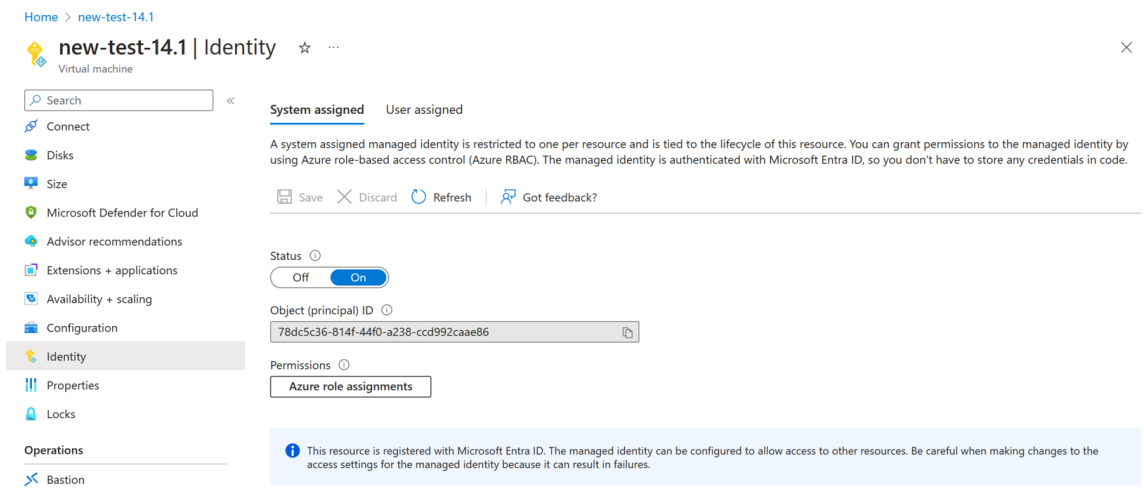 Home > new-test-14.1
new-test-14.1 | Identity
Virtual machine
Search
Connect
Disks
Size
Microsoft Defender for Cloud
Advisor recommendations
Extensions + applications
Availability + scaling
Configuration
Identity
Properties
Locks
Operations
Bastion
System assigned User assigned
A system assigned managed identity is restricted to one per resource and is tied to the lifecycle of this resource. You can grant permissions to the managed identity by
using Azure role-based access control (Azure RBAC). The managed identity is authenticated with Microsoft Entra ID, so you don't have to store any credentials in code.
Save Discard Refresh Got feedback?
Status
Off On
Object (principal) ID
78dc5c36-814f-44f0-a238-ccd992caae86
Permissions
Azure role assignments
This resource is registered with Microsoft Entra ID. The managed identity can be configured to allow access to other resources. Be careful when making changes to the
access settings for the managed identity because it can result in failures.